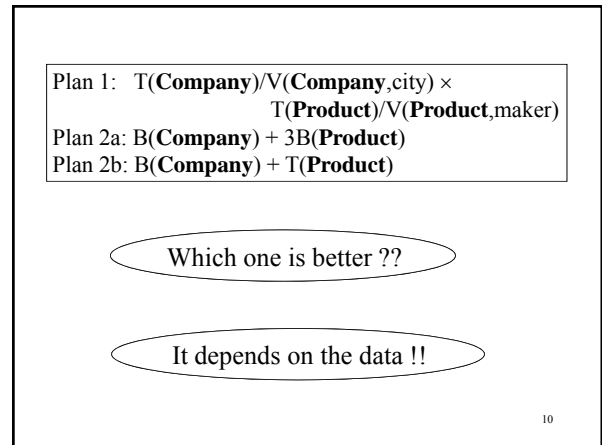 Plan 1: T(Company)/V(Company,city) ×
T(Product)/V(Product,maker)
Plan 2a: B(Company) + 3B(Product)
Plan 2b: B(Company) + T(Product)
Which one is better ??
It depends on the data !!
10